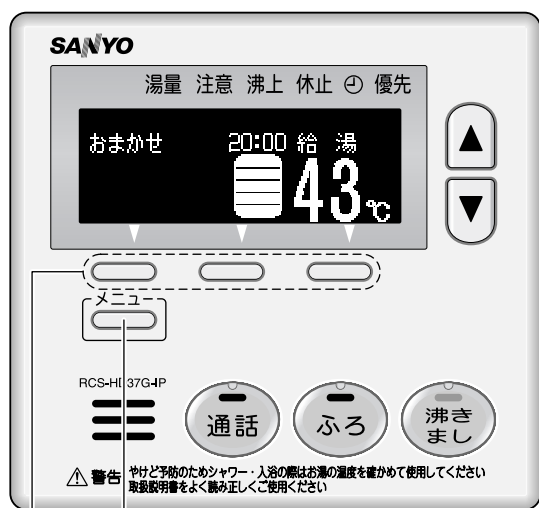 SANYO
湯量 注意 沸上 休止 優先
おまかせ 20:00 給 湯
43℃
メニュー
RCS-HD37G-IP
通話 ふろ 沸き
まし
警告 やけど予防のためシャワー・入浴の際はお湯の温度を確かめて使用してください
取扱説明書をよく読み正しくご使用ください